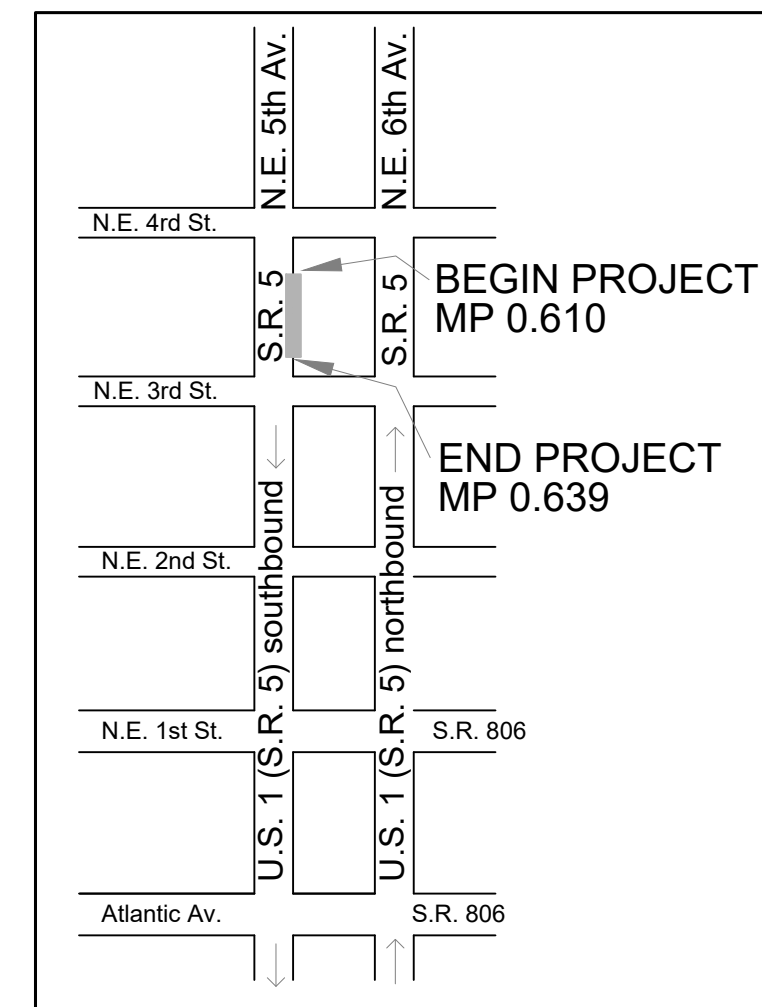 N.E. 5th Av.
N.E. 6th Av.
N.E. 4rd St.
S.R. 5
S.R. 5
BEGIN PROJECT
MP 0.610
N.E. 3rd St.
END PROJECT
MP 0.639
U.S. 1 (S.R. 5) southbound
U.S. 1 (S.R. 5) northbound
N.E. 2nd St.
N.E. 1st St.
S.R. 806
Atlantic Av.
S.R. 806